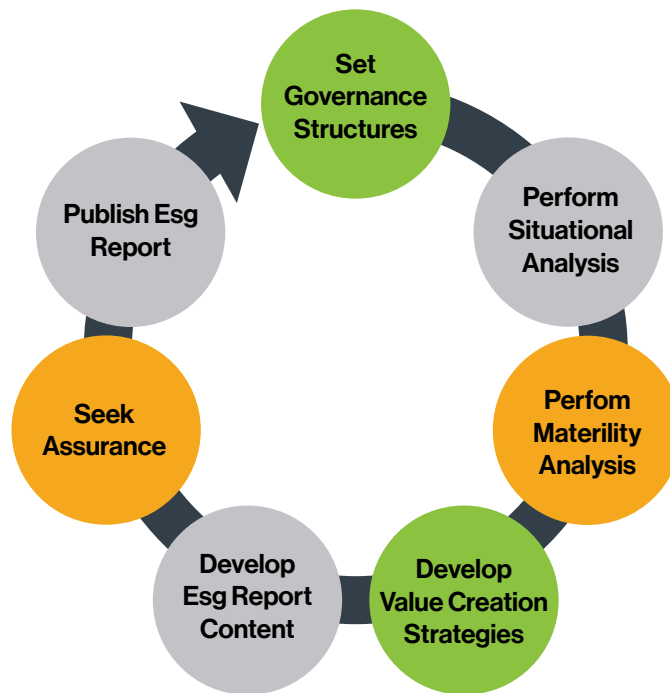 Set
Governance
Structures
Perform
Situational
Analysis
Perfom
Materility
Analysis
Develop
Value Creation
Strategies
Develop
Esg Report
Content
Seek
Assurance
Publish Esg
Report